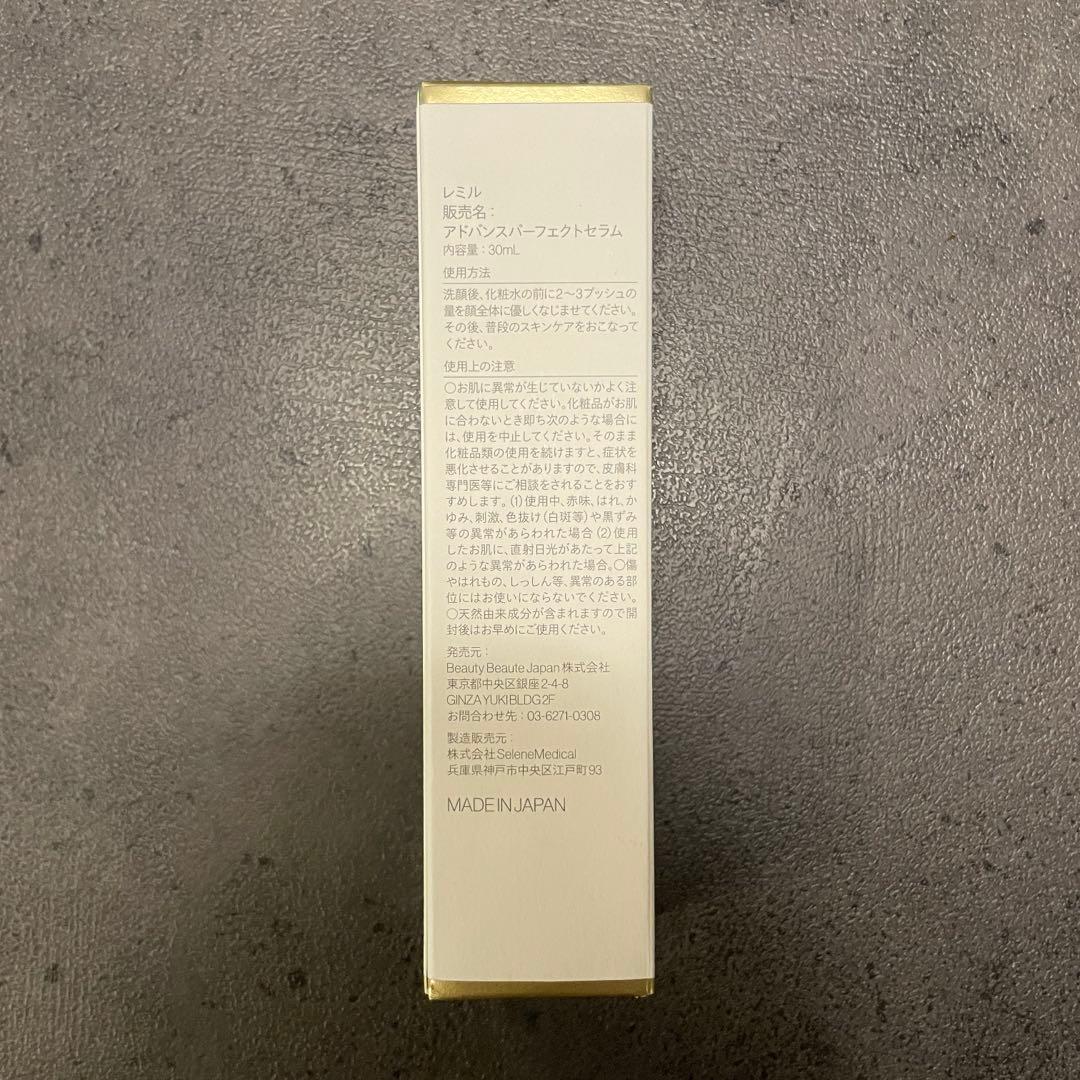 レミル
販売名：
アドバンスパーフェクトセラム
内容量：30mL
使用方法
洗顔後、化粧水の前に2〜3プッシュの
量を顔全体に優しくなじませてください。
その後、普段のスキンケアをおこなって
ください。
使用上の注意
〇お肌に異常が生じていないかよく注
意して使用してください。化粧品がお肌
に合わないとき即ち次のような場合に
は、使用を中止してください。そのまま
化粧品類の使用を続けますと、症状を
悪化させることがありますので、皮膚科
専門医等にご相談をされることをおす
すめします。(1)使用中、赤味、はれ、か
ゆみ、刺激、色抜け(白斑等)や黒ずみ
等の異常があらわれた場合(2)使用
したお肌に、直射日光があたって上記
のような異常があらわれた場合。〇傷
やはれもの、しっしん等、異常のある部
位にはお使いにならないでください。
〇天然由来成分が含まれますので開
封後はお早めにご使用ください。
発売元：
Beauty Beaute Japan 株式会社
東京都中央区銀座2-4-8
GINZA YUKI BLDG 2F
お問合わせ先：03-6271-0308
製造販売元：
株式会社SeleneMedical
兵庫県神戸市中央区江戸町93
MADE IN JAPAN